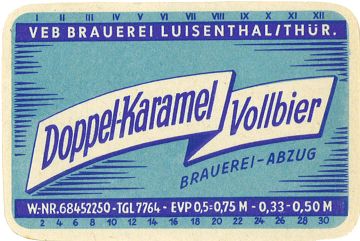 II III IV V VI VII VIII IX X XI XII
VEB BRAUEREI LUISENTHAL/THÜR.
Doppel-Karamel Vollbier
BRAUEREI-ABZUG
W.-NR. 68452250 - TGL 7764 - EVP 0,5-0,75 M - 0,33-0,50 M
2 4 6 8 10 12 14 16 18 20 22 24 26 28 30